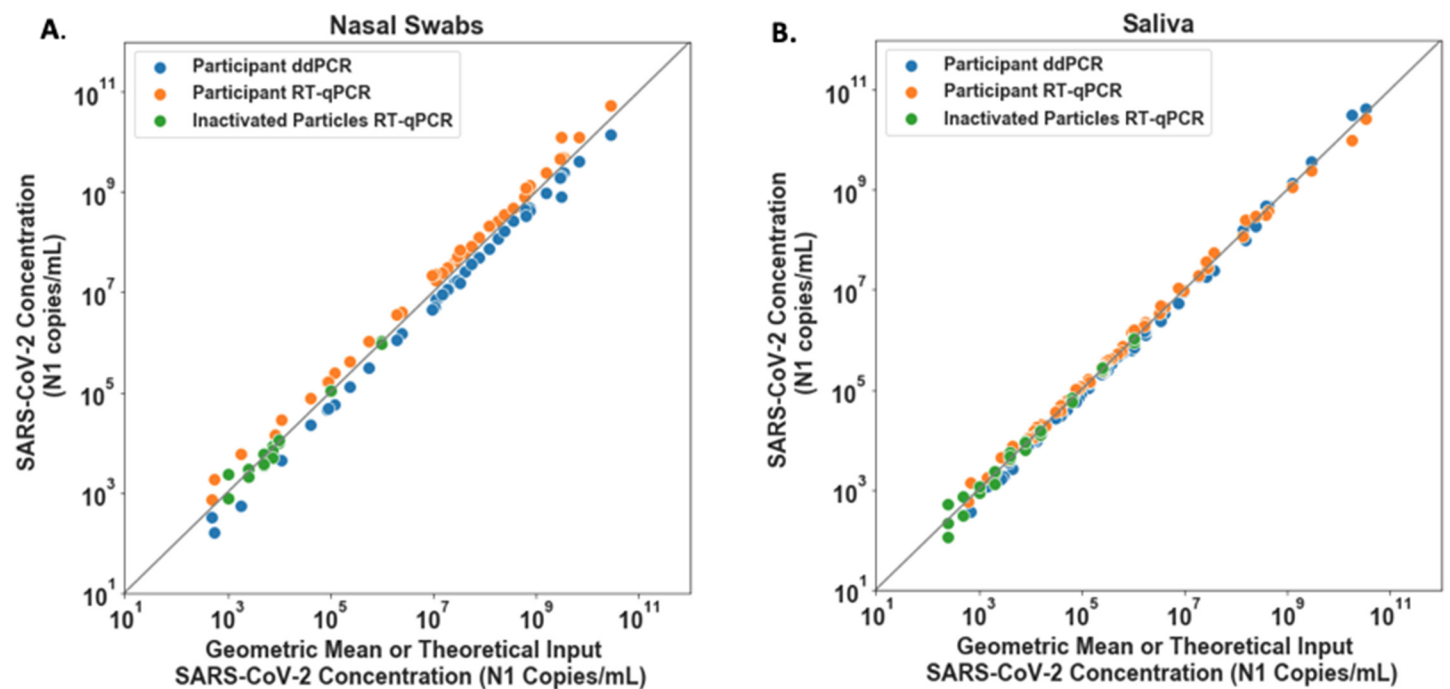 A.
Nasal Swabs
Participant ddPCR
Participant RT-qPCR
Inactivated Particles RT-qPCR
SARS-CoV-2 Concentration
(N1 copies/mL)
10^11
10^9
10^7
10^5
10^3
10^1
10^1 10^3 10^5 10^7 10^9 10^11
Geometric Mean or Theoretical Input
SARS-CoV-2 Concentration (N1 Copies/mL)
B.
Saliva
Participant ddPCR
Participant RT-qPCR
Inactivated Particles RT-qPCR
SARS-CoV-2 Concentration
(N1 copies/mL)
10^11
10^9
10^7
10^5
10^3
10^1
10^1 10^3 10^5 10^7 10^9 10^11
Geometric Mean or Theoretical Input
SARS-CoV-2 Concentration (N1 Copies/mL)